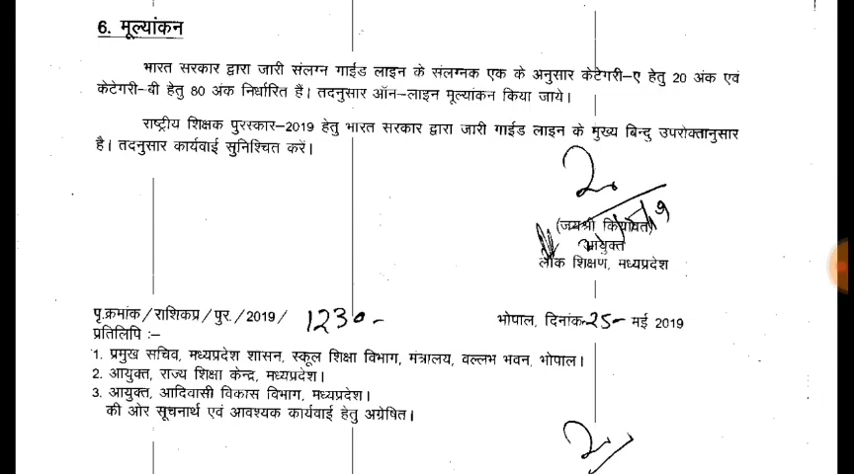 6. मूल्यांकन
भारत सरकार द्वारा जारी संलग्न गाईड लाइन के संलग्नक एक के अनुसार केटेगरी-ए हेतु 20 अंक एवं
केटेगरी-बी हेतु 80 अंक निर्धारित हैं। तदनुसार ऑन-लाइन मूल्यांकन किया जाये।
राष्ट्रीय शिक्षक पुरस्कार-2019 हेतु भारत सरकार द्वारा जारी गाईड लाइन के मुख्य बिन्दु उपरोक्तानुसार
है। तदनुसार कार्यवाई सुनिश्चित करें।
(जयश्री कियावत)
आयुक्त
लोक शिक्षण, मध्यप्रदेश
पृ.क्रमांक/राशिकप्र/पुर./2019/ 1230-
भोपाल, दिनांक-25- मई 2019
प्रतिलिपि :-
1. प्रमुख सचिव, मध्यप्रदेश शासन, स्कूल शिक्षा विभाग, मंत्रालय, वल्लभ भवन, भोपाल।
2. आयुक्त, राज्य शिक्षा केन्द्र, मध्यप्रदेश।
3. आयुक्त, आदिवासी विकास विभाग, मध्यप्रदेश।
की ओर सूचनार्थ एवं आवश्यक कार्यवाई हेतु अग्रेषित।